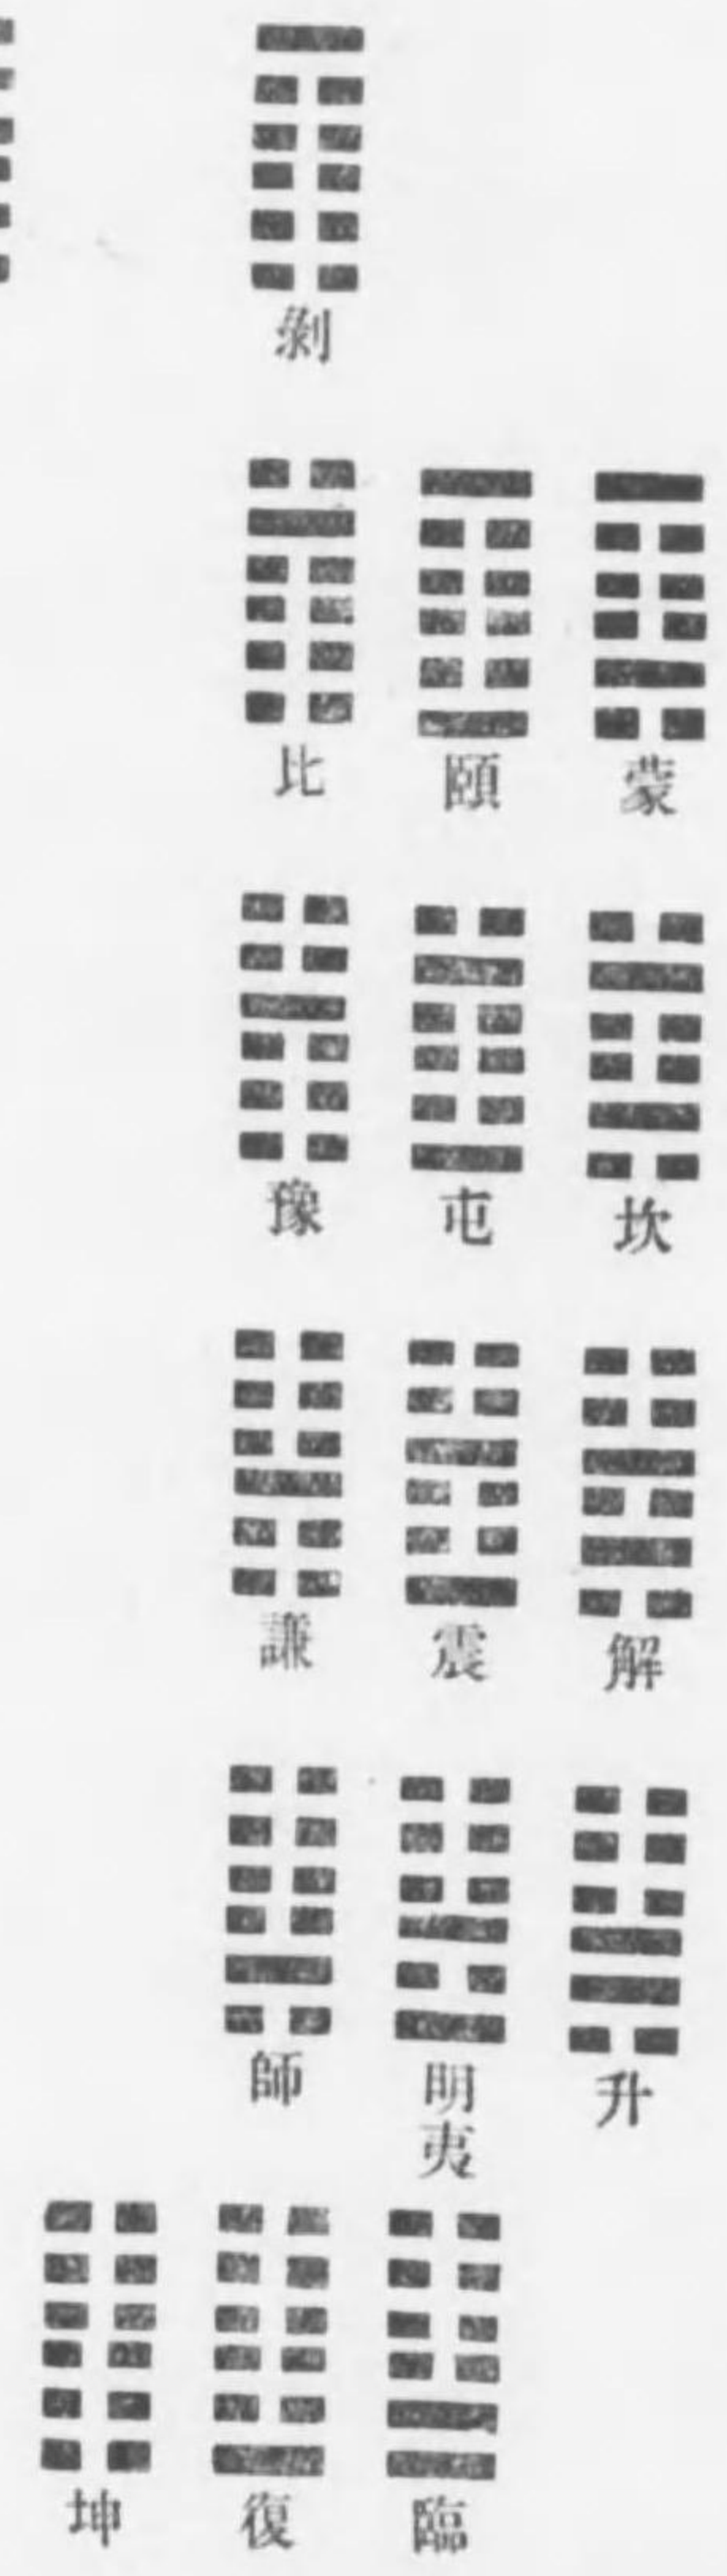 剝
比 頤 蒙
豫 屯 坎
謙 震 解
師 明夷 升
坤 復 臨